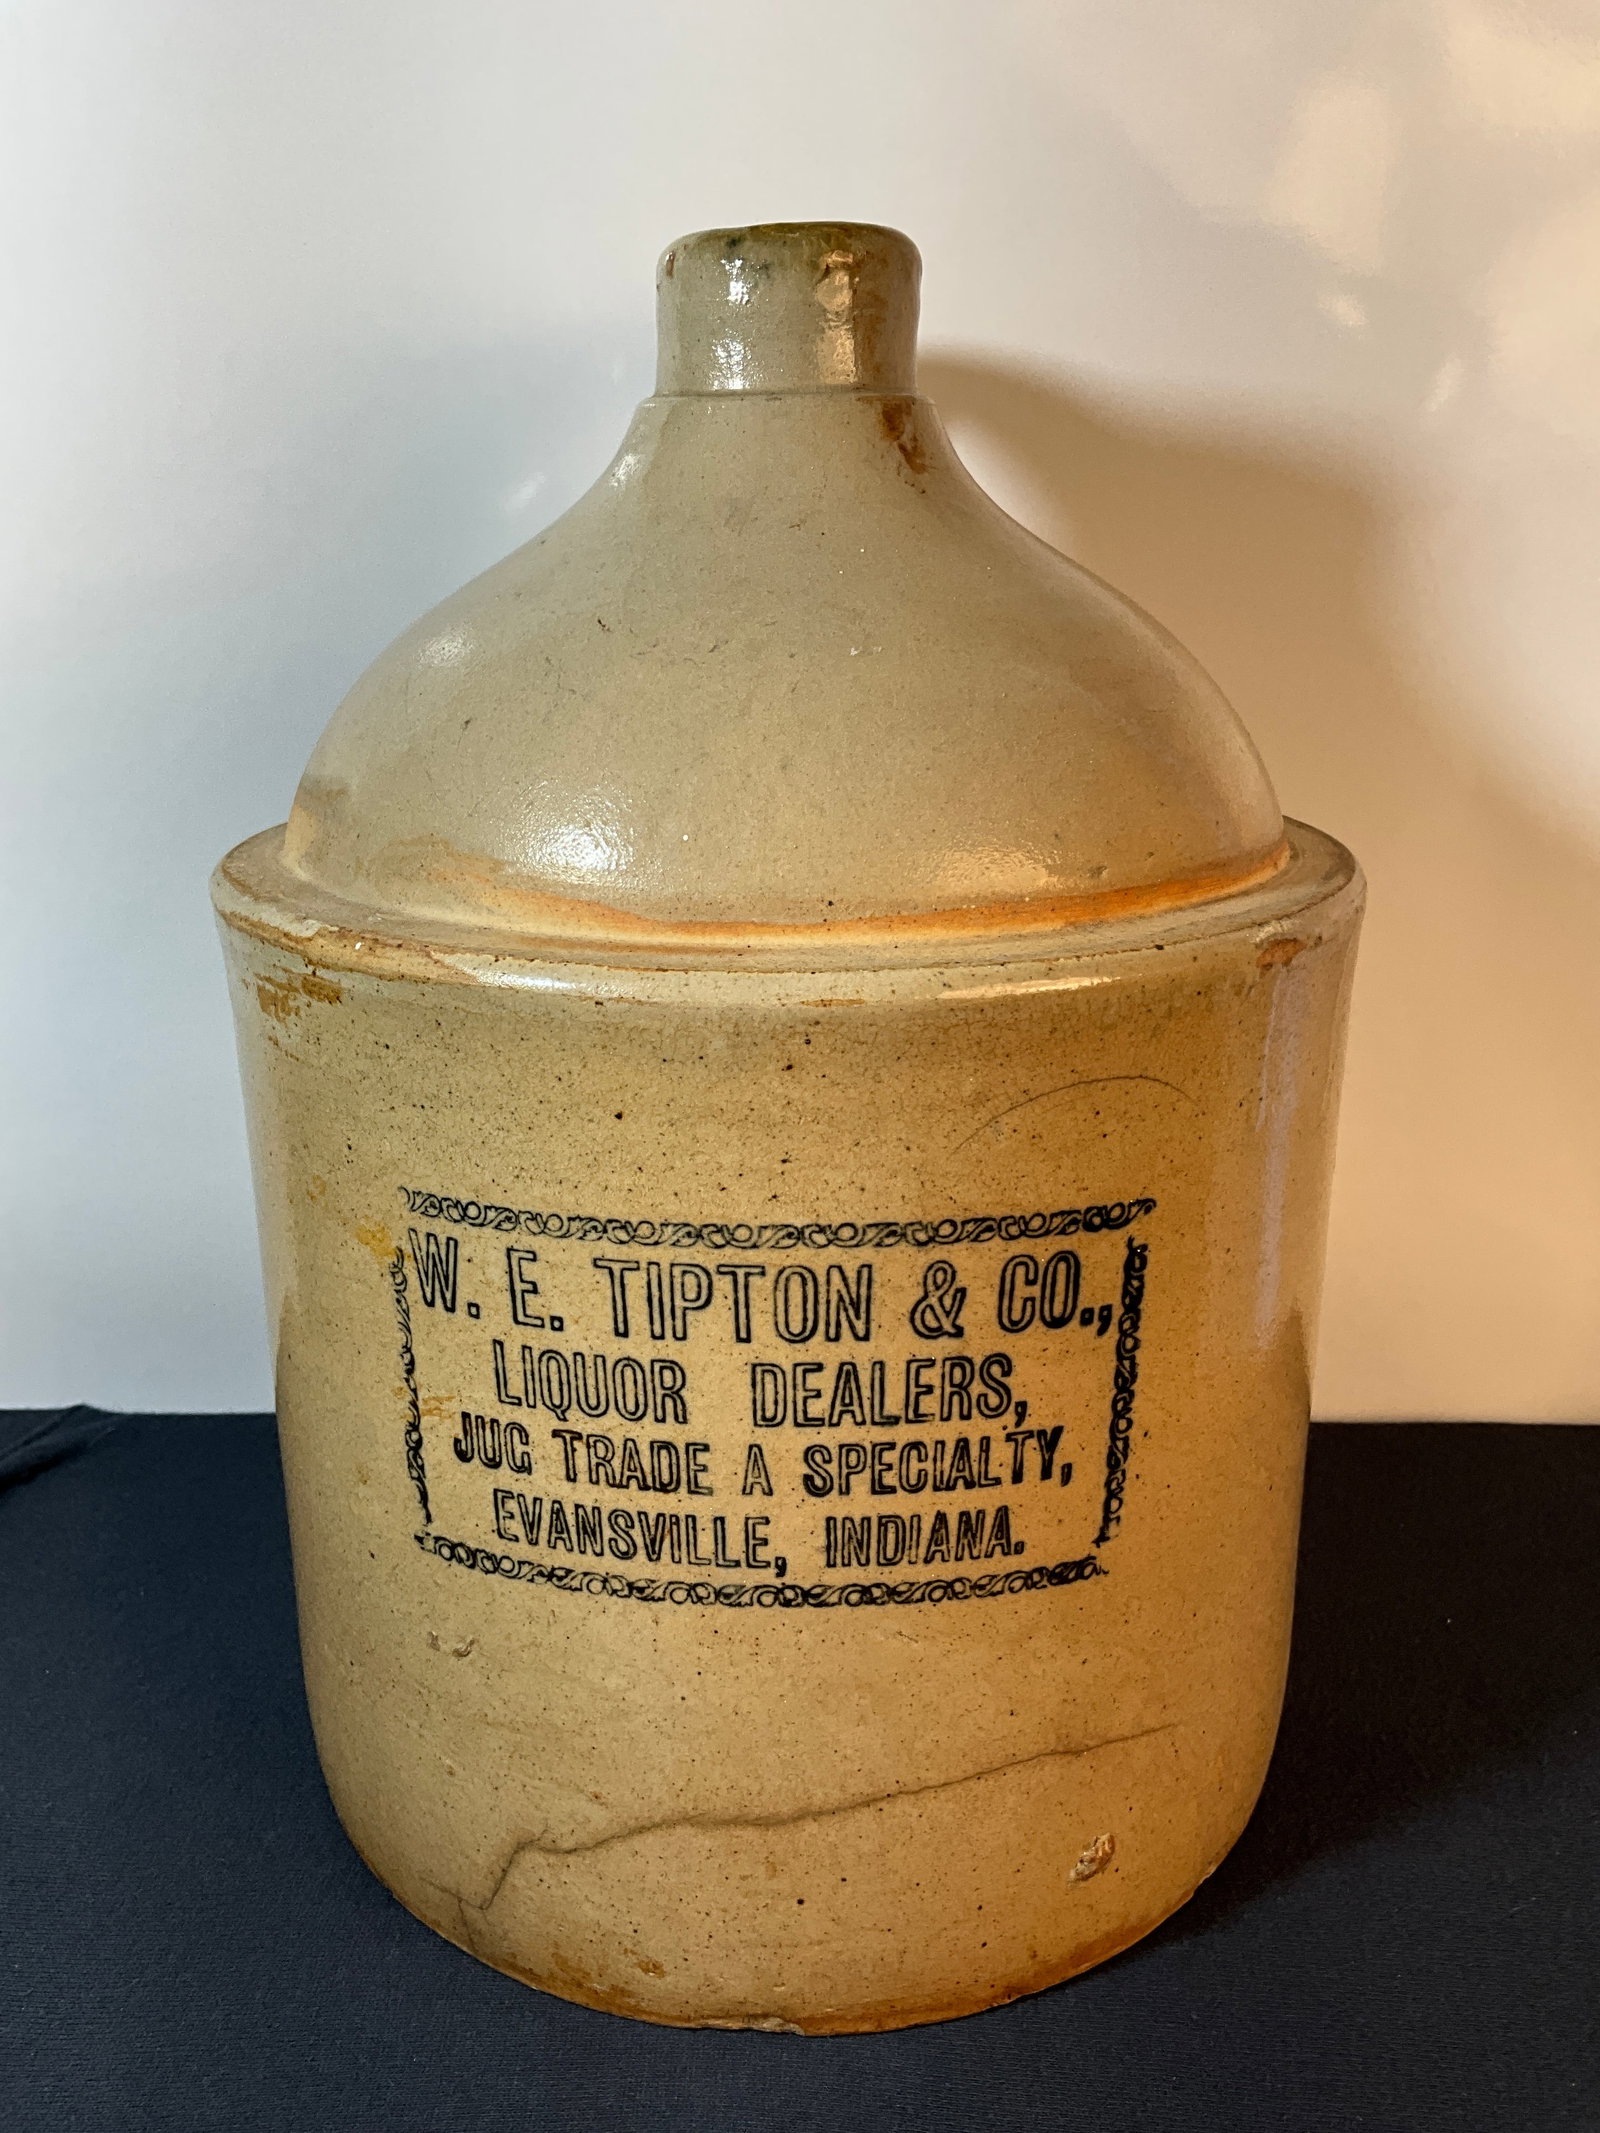 W. E. TIPTON & CO.,
LIQUOR DEALERS,
JUG TRADE A SPECIALTY,
EVANSVILLE, INDIANA.